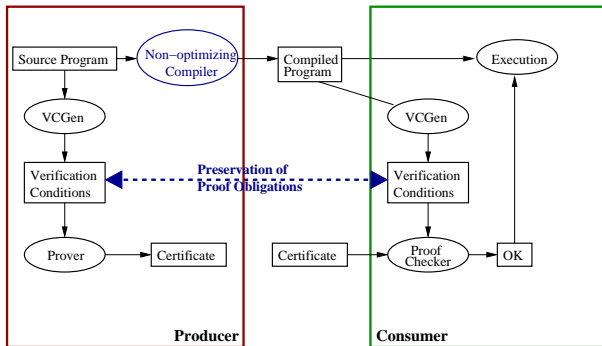 Source Program
Non-optimizing
Compiler
Compiled
Program
Execution
VCGen
VCGen
Verification
Conditions
Preservation of
Proof Obligations
Verification
Conditions
Prover
Certificate
Certificate
Proof
Checker
OK
Producer
Consumer